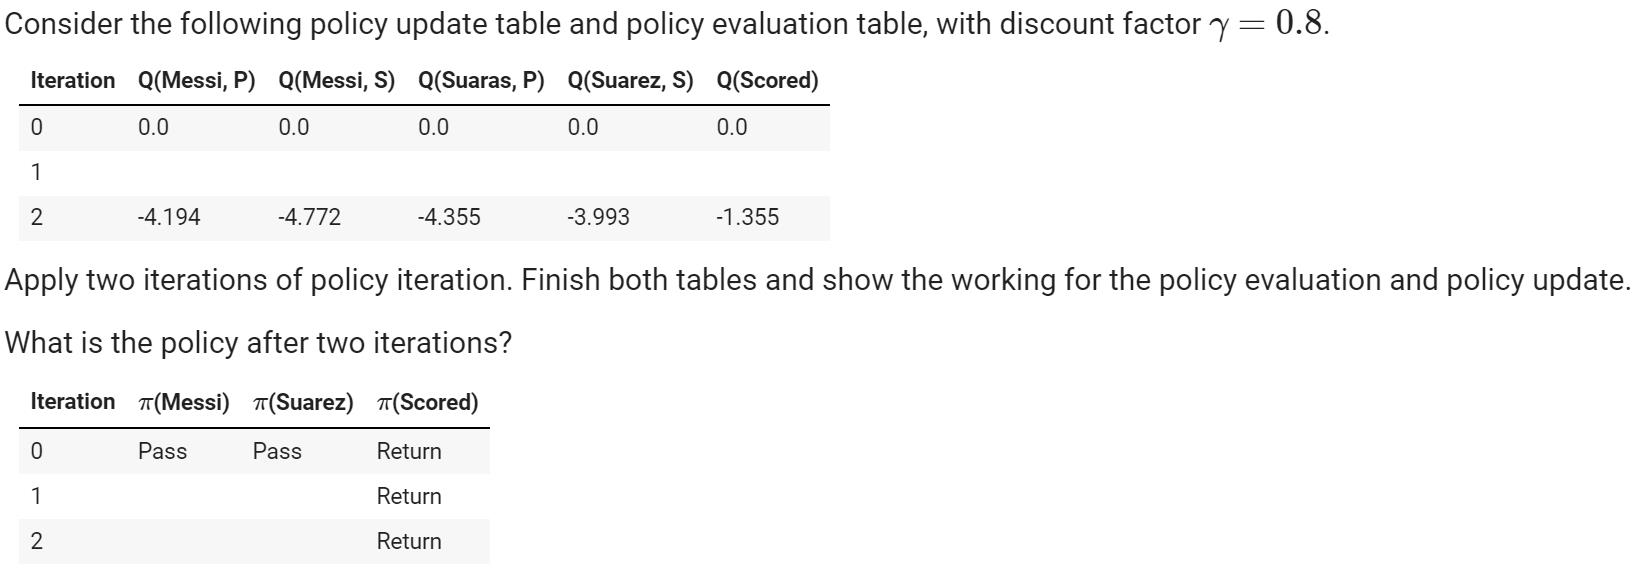 Consider the following policy update table and policy evaluation table, with discount factor γ = 0.8.
Iteration Q(Messi, P) Q(Messi, S) Q(Suaras, P) Q(Suarez, S) Q(Scored)
0 0.0 0.0 0.0 0.0 0.0
1
2 -4.194 -4.772 -4.355 -3.993 -1.355
Apply two iterations of policy iteration. Finish both tables and show the working for the policy evaluation and policy update.
What is the policy after two iterations?
Iteration π(Messi) π(Suarez) π(Scored)
0 Pass Pass Return
1 Return
2 Return